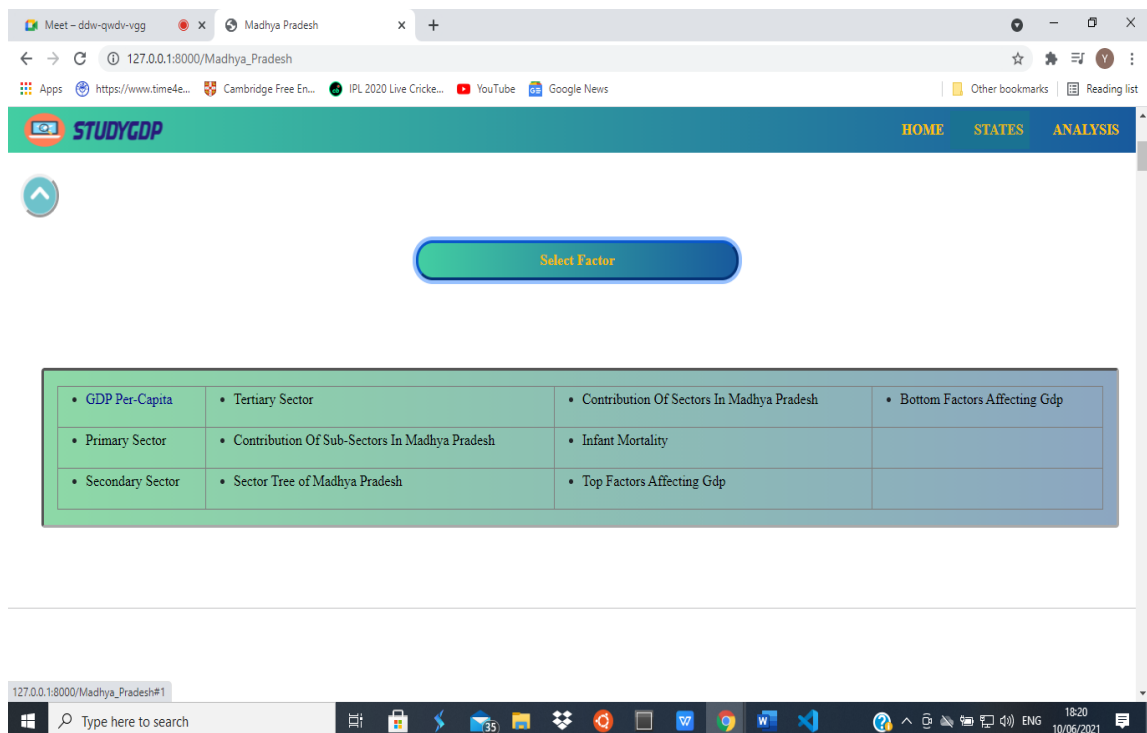 Meet – ddw-qwdv-vgg
Madhya Pradesh
127.0.0.1:8000/Madhya_Pradesh
Y
Apps https://www.time4e... Cambridge Free En... IPL 2020 Live Cricke... YouTube Google News Other bookmarks Reading list
STUDYGDP HOME STATES ANALYSIS
Select Factor
• GDP Per-Capita • Tertiary Sector • Contribution Of Sectors In Madhya Pradesh • Bottom Factors Affecting Gdp
• Primary Sector • Contribution Of Sub-Sectors In Madhya Pradesh • Infant Mortality
• Secondary Sector • Sector Tree of Madhya Pradesh • Top Factors Affecting Gdp
127.0.0.1:8000/Madhya_Pradesh#1
Type here to search 35 W W ENG 18:20
10/06/2021